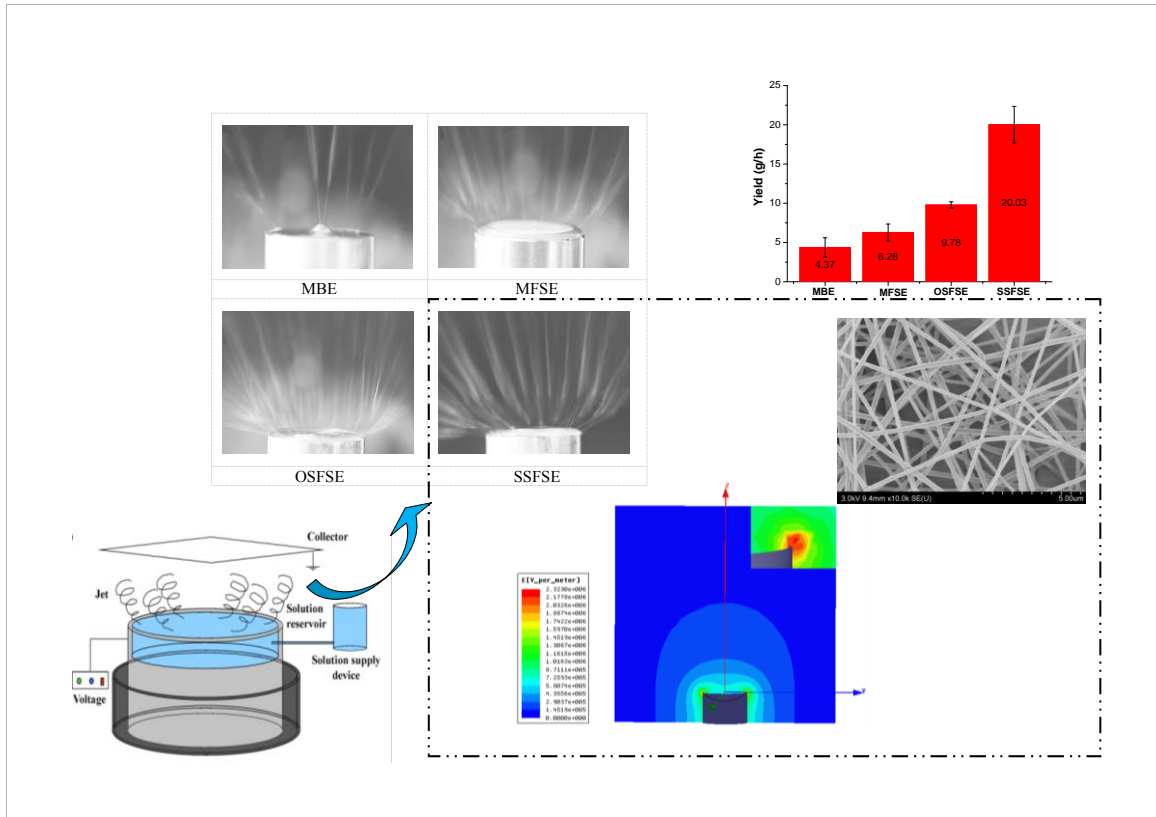 MBE
MFSE
OSFSE
SSFSE
25
20
15
10
5
0
Yield (g/h)
4.37
6.28
9.78
20.03
MBE
MFSE
OSFSE
SSFSE
3.0kV 9.4mm x10.0k SE(U)
5.00um
Collector
Jet
Solution
reservoir
Solution supply
device
Voltage
E[V_per_meter]
2.3230e+006
2.1778e+006
2.0326e+006
1.8874e+006
1.7422e+006
1.5970e+006
1.4519e+006
1.3067e+006
1.1615e+006
1.0163e+006
8.7111e+005
7.2593e+005
5.8074e+005
4.3556e+005
2.9037e+005
1.4519e+005
0.0000e+000
Z
Y